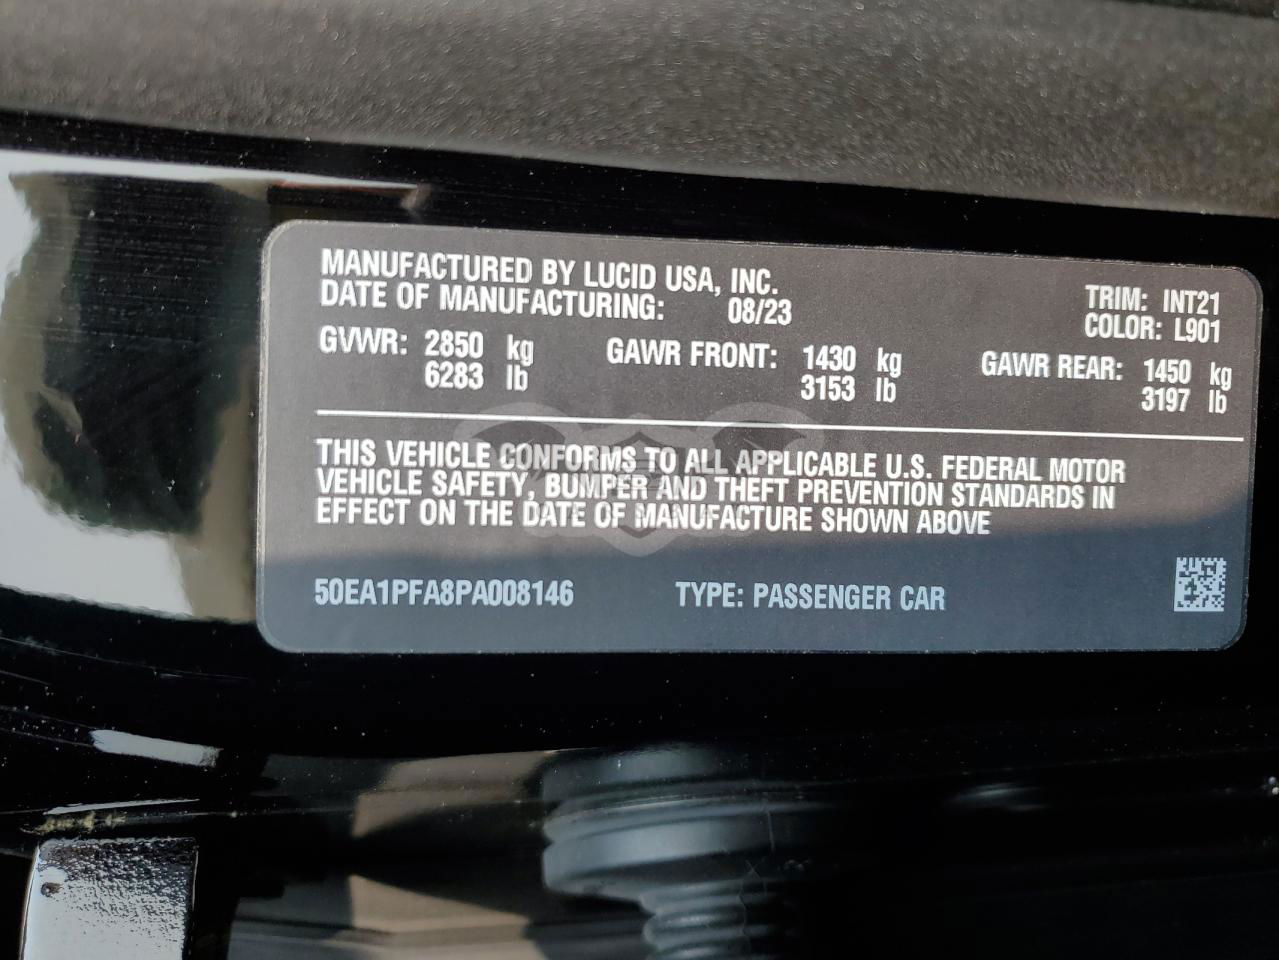 MANUFACTURED BY LUCID USA, INC.
DATE OF MANUFACTURING: 08/23
TRIM: INT21
COLOR: L901
GVWR: 2850 kg GAWR FRONT: 1430 kg GAWR REAR: 1450 kg
6283 lb 3153 lb 3197 lb
THIS VEHICLE CONFORMS TO ALL APPLICABLE U.S. FEDERAL MOTOR
VEHICLE SAFETY, BUMPER AND THEFT PREVENTION STANDARDS IN
EFFECT ON THE DATE OF MANUFACTURE SHOWN ABOVE
50EA1PFA8PA008146 TYPE: PASSENGER CAR